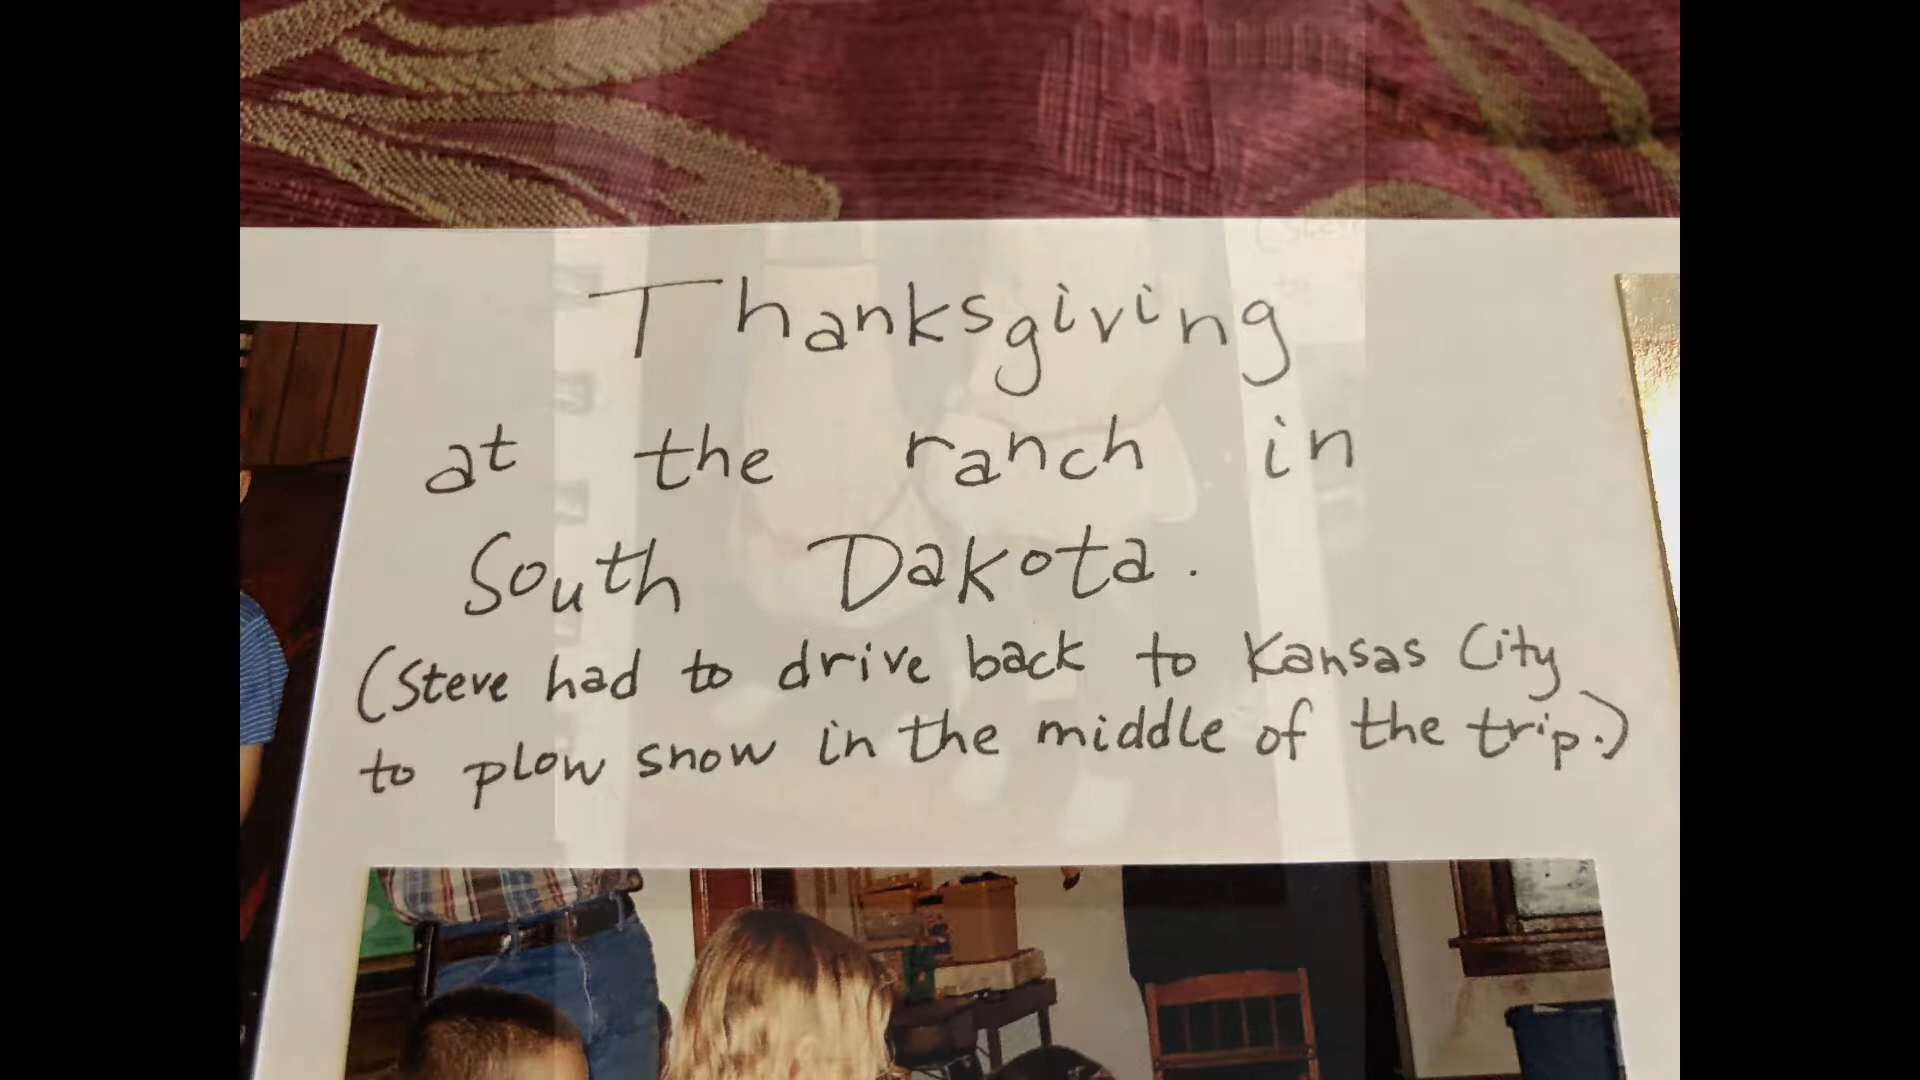 Thanksgiving
at the ranch in
South Dakota.
(Steve had to drive back to Kansas City
to plow snow in the middle of the trip.)